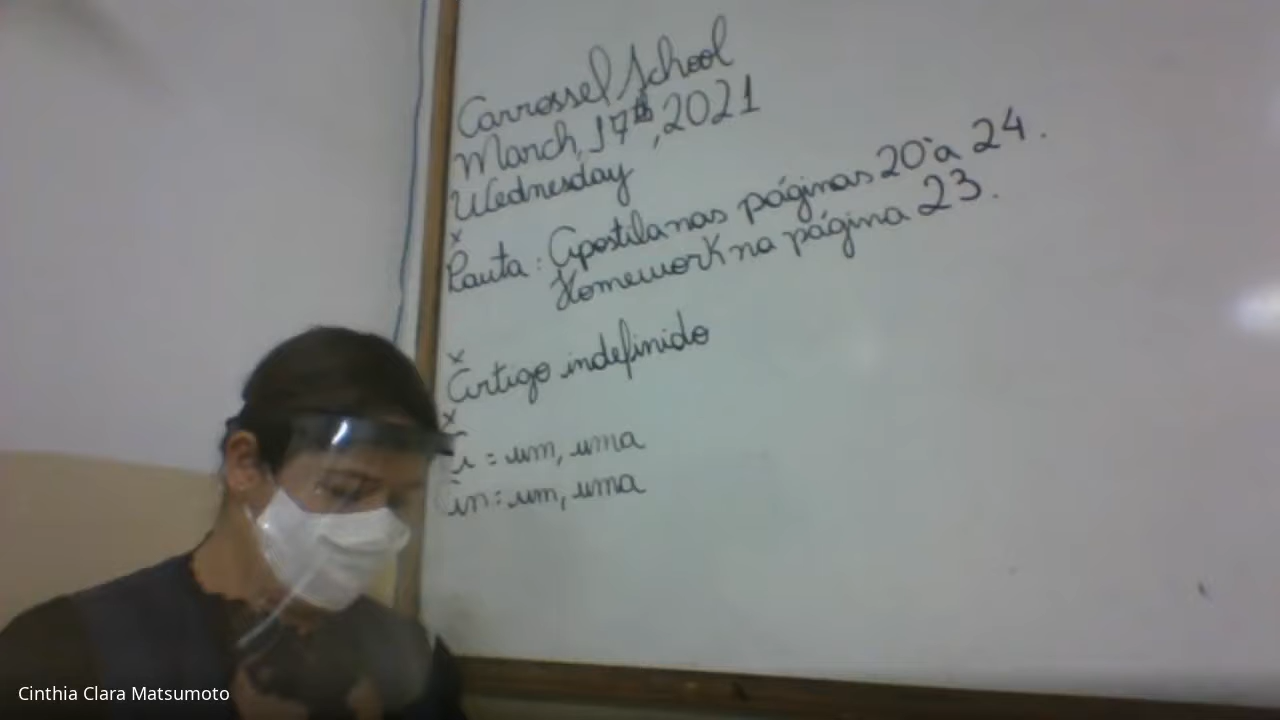 Carrossel School
March, 17th, 2021
Wednesday
x
Pauta: Apostila nas páginas 20 a 24.
Homework na página 23.
x
Artigo indefinido
x
A = um, uma
An = um, uma
Cinthia Clara Matsumoto